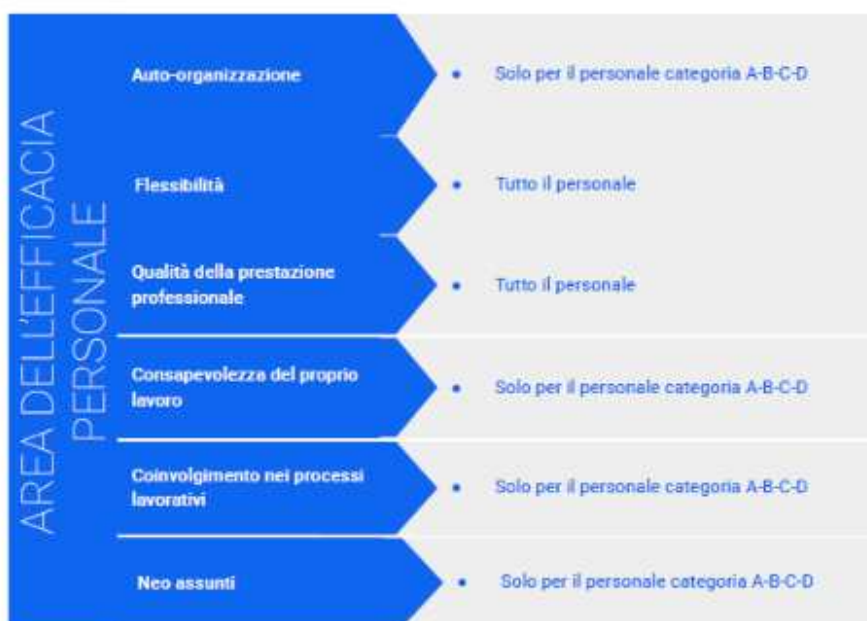 AREA DELL'EFFICACIA
PERSONALE
Auto-organizzazione
• Solo per il personale categoria A-B-C-D
Flessibilità
• Tutto il personale
Qualità della prestazione
professionale
• Tutto il personale
Consapevolezza del proprio
lavoro
• Solo per il personale categoria A-B-C-D
Coinvolgimento nei processi
lavorativi
• Solo per il personale categoria A-B-C-D
Neo assunti
• Solo per il personale categoria A-B-C-D